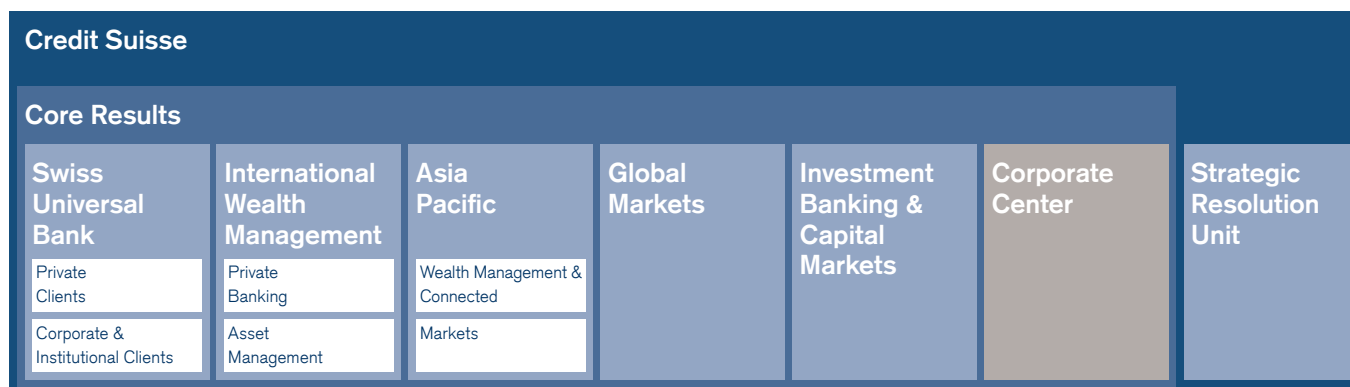 Credit Suisse
Core Results
Swiss
Universal
Bank
Private
Clients
Corporate &
Institutional Clients
International
Wealth
Management
Private
Banking
Asset
Management
Asia
Pacific
Wealth Management &
Connected
Markets
Global
Markets
Investment
Banking &
Capital
Markets
Corporate
Center
Strategic
Resolution
Unit